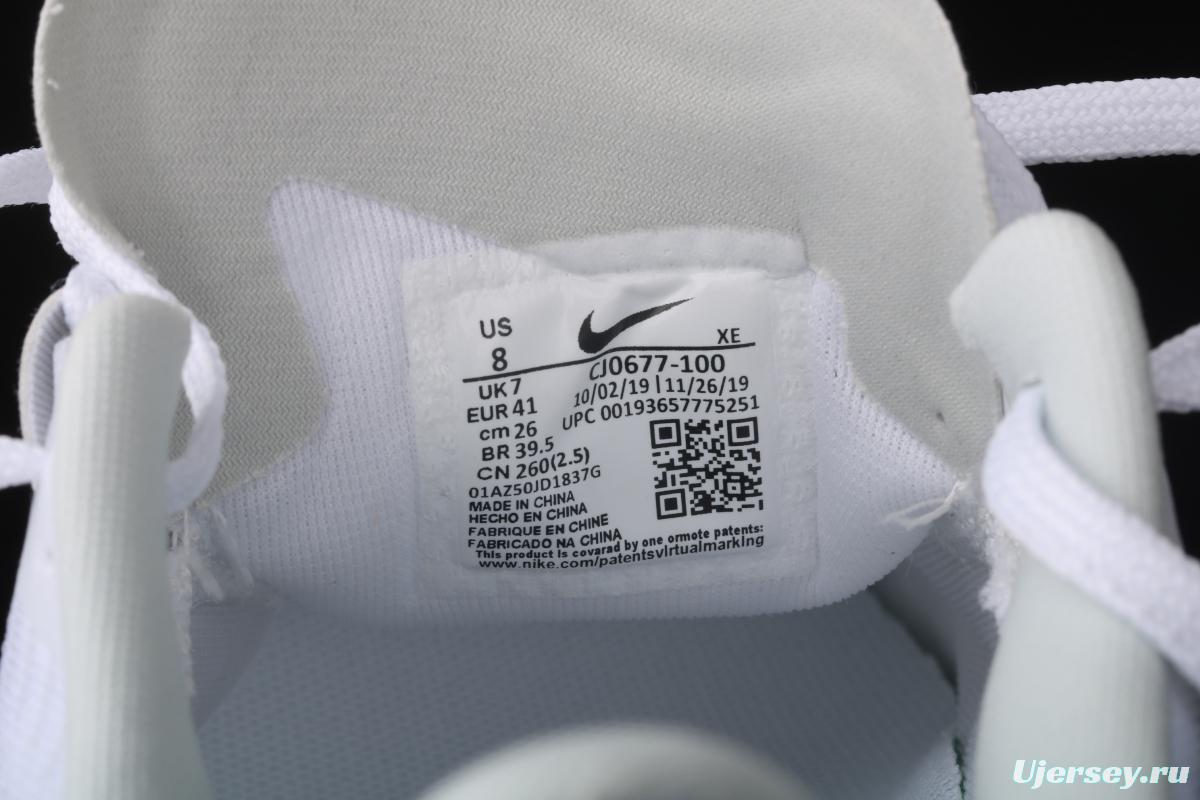 US
8
XE
UK 7
CJ0677-100
EUR 41
10/02/19 | 11/26/19
cm 26
UPC 00193657775251
BR 39.5
CN 260(2.5)
01AZ50JD1837G
MADE IN CHINA
HECHO EN CHINA
FABRIQUE EN CHINE
FABRICADO NA CHINA
This product is covared by one ormote patents:
www.nike.com/patentsvlrtualmarklng
Ujersey.ru